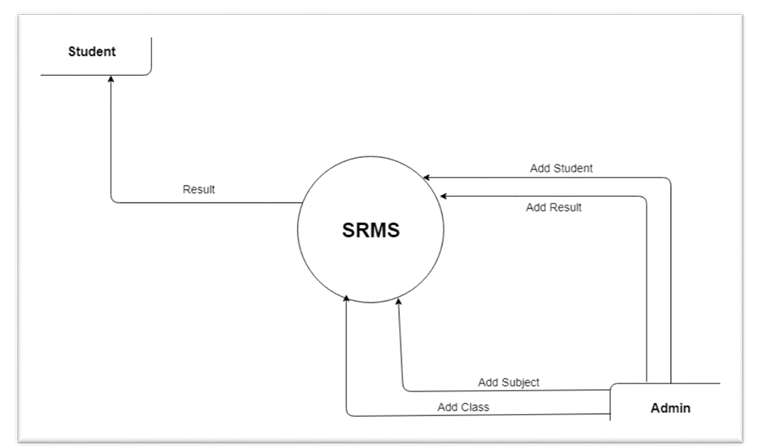 Student
Add Student
Result
Add Result
SRMS
Add Subject
Add Class
Admin